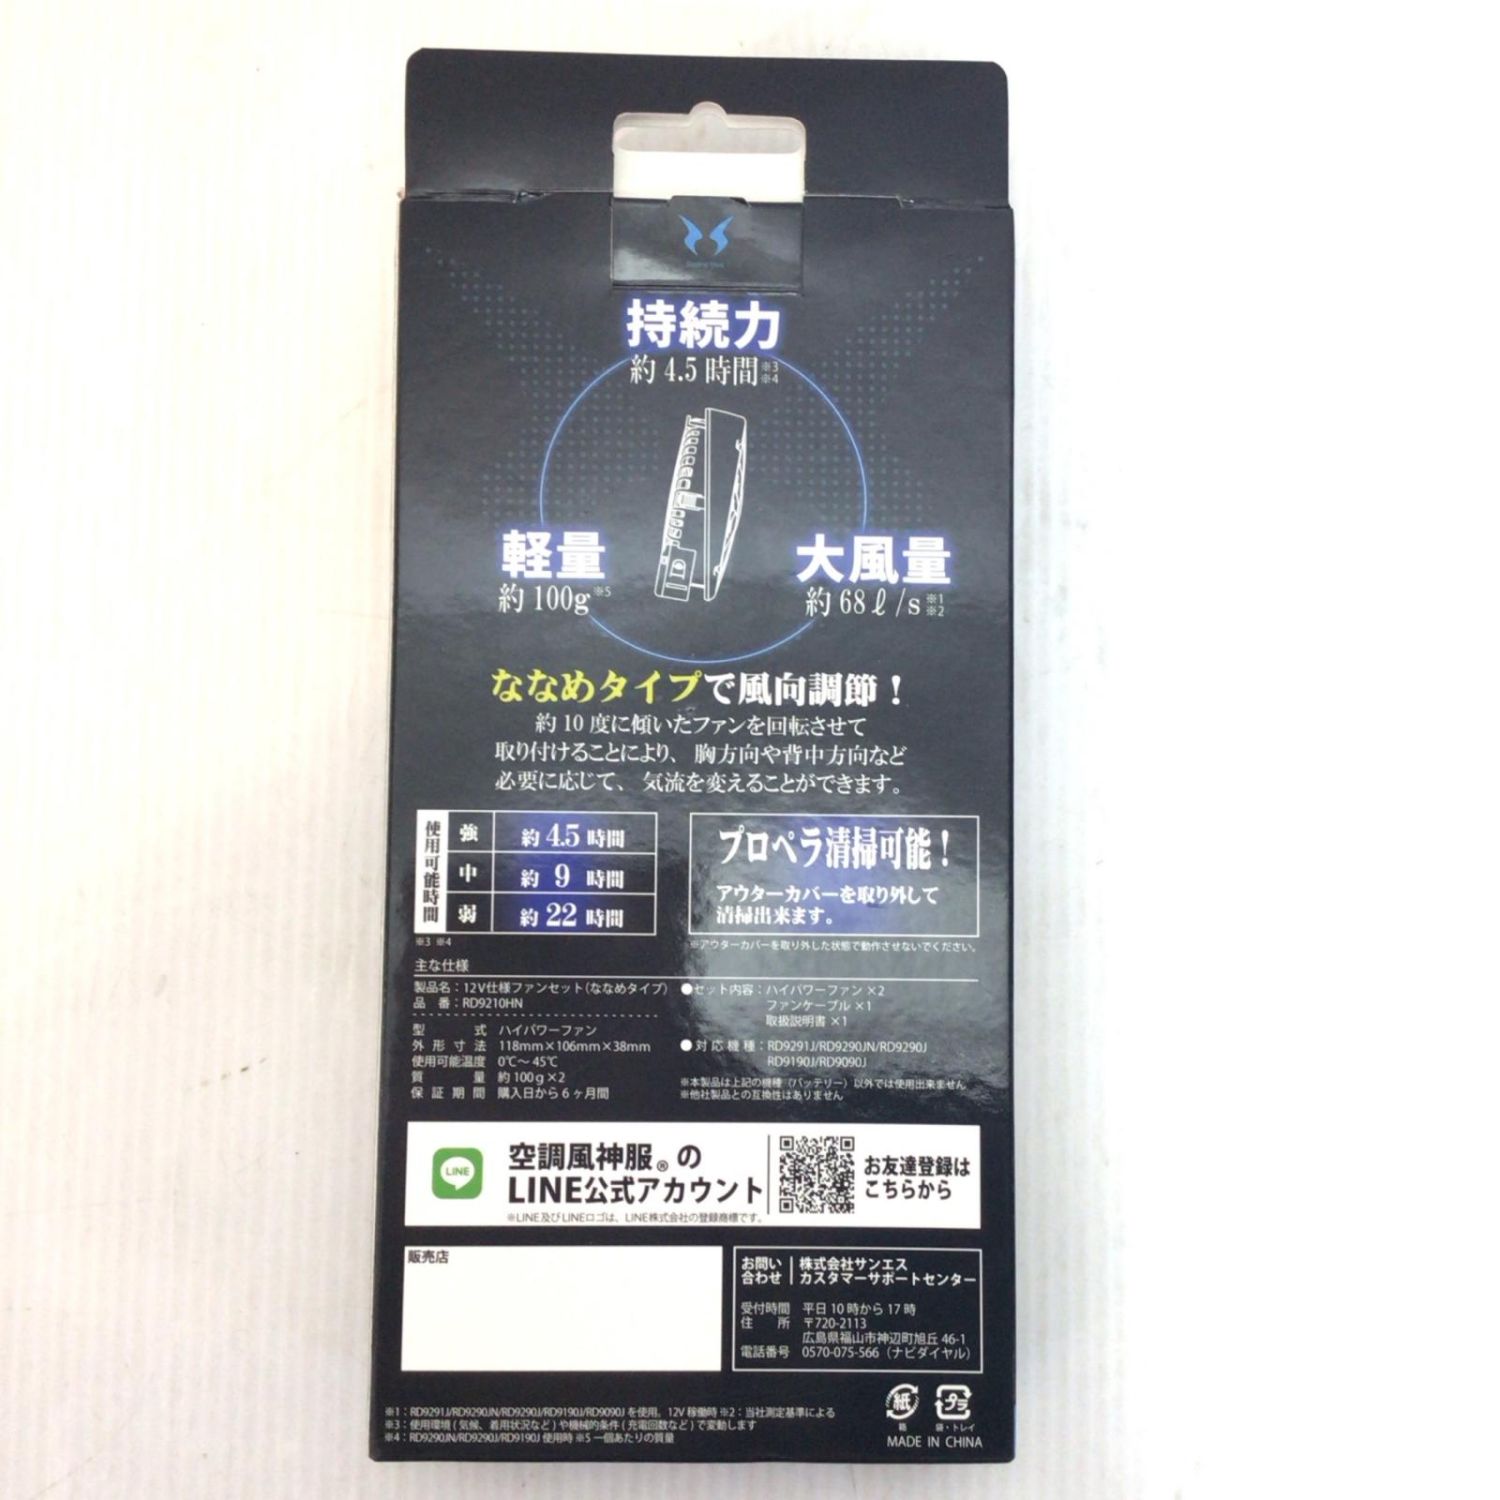 持続力
約 4.5 時間※3 ※4
軽量
約 100g※5
大風量
約 68ℓ/s※1 ※2
ななめタイプで風向調節!
約 10 度に傾いたファンを回転させて
取り付けることにより、胸方向や背中方向など
必要に応じて、気流を変えることができます。
使用可能時間
強 約 4.5 時間
中 約 9 時間
弱 約 22 時間
※3 ※4
プロペラ清掃可能!
アウターカバーを取り外して
清掃出来ます。
※アウターカバーを取り外した状態で動作させないでください。
主な仕様
製品名:12V仕様ファンセット(ななめタイプ)
品 番:RD9210HN
型 式 ハイパワーファン
外形寸法 118mm×106mm×38mm
使用可能温度 0℃~45℃
質 量 約100g×2
保証期間 購入日から6ヶ月間
●セット内容:ハイパワーファン×2
ファンケーブル×1
取扱説明書×1
●対応機種:RD9291J/RD9290JN/RD9290J
RD9190J/RD9090J
※本製品は上記の機種(バッテリー)以外では使用出来ません
※他社製品との互換性はありません
LINE
空調風神服®の
LINE公式アカウント
※LINE及びLINEロゴは、LINE株式会社の登録商標です。
お友達登録は
こちらから
販売店
お問い合わせ
株式会社サンエス
カスタマーサポートセンター
受付時間 平日10時から17時
住 所 〒720-2113
広島県福山市神辺町旭丘 46-1
電話番号 0570-075-566(ナビダイヤル)
紙
箱
プラ
袋・トレイ
MADE IN CHINA
※1:RD9291J/RD9290JN/RD9290J/RD9190J/RD9090J を使用。12V 稼働時 ※2:当社測定基準による
※3:使用環境(気候、着用状況など)や機械的条件(充電回数など)で変動します
※4:RD9290JN/RD9290J/RD9190J 使用時 ※5 一個あたりの質量